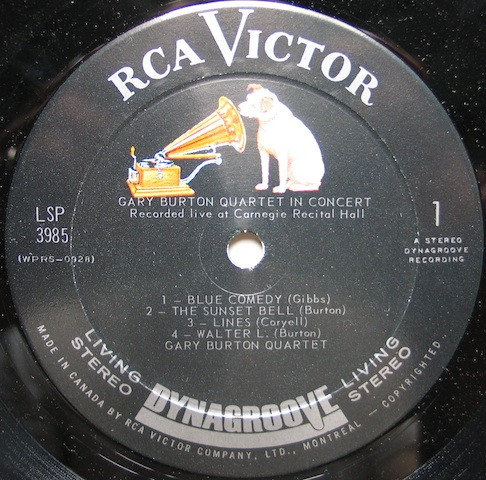 RCA VICTOR
GARY BURTON QUARTET IN CONCERT
Recorded live at Carnegie Recital Hall
LSP
3985
(WPRS-0928)
1
A STEREO
DYNAGROOVE
RECORDING
1 – BLUE COMEDY (Gibbs)
2 – THE SUNSET BELL (Burton)
3 – LINES (Coryell)
4 – WALTER L. (Burton)
GARY BURTON QUARTET
LIVING
STEREO
DYNAGROOVE
LIVING
STEREO
MADE IN CANADA BY RCA VICTOR COMPANY, LTD., MONTREAL – COPYRIGHTED